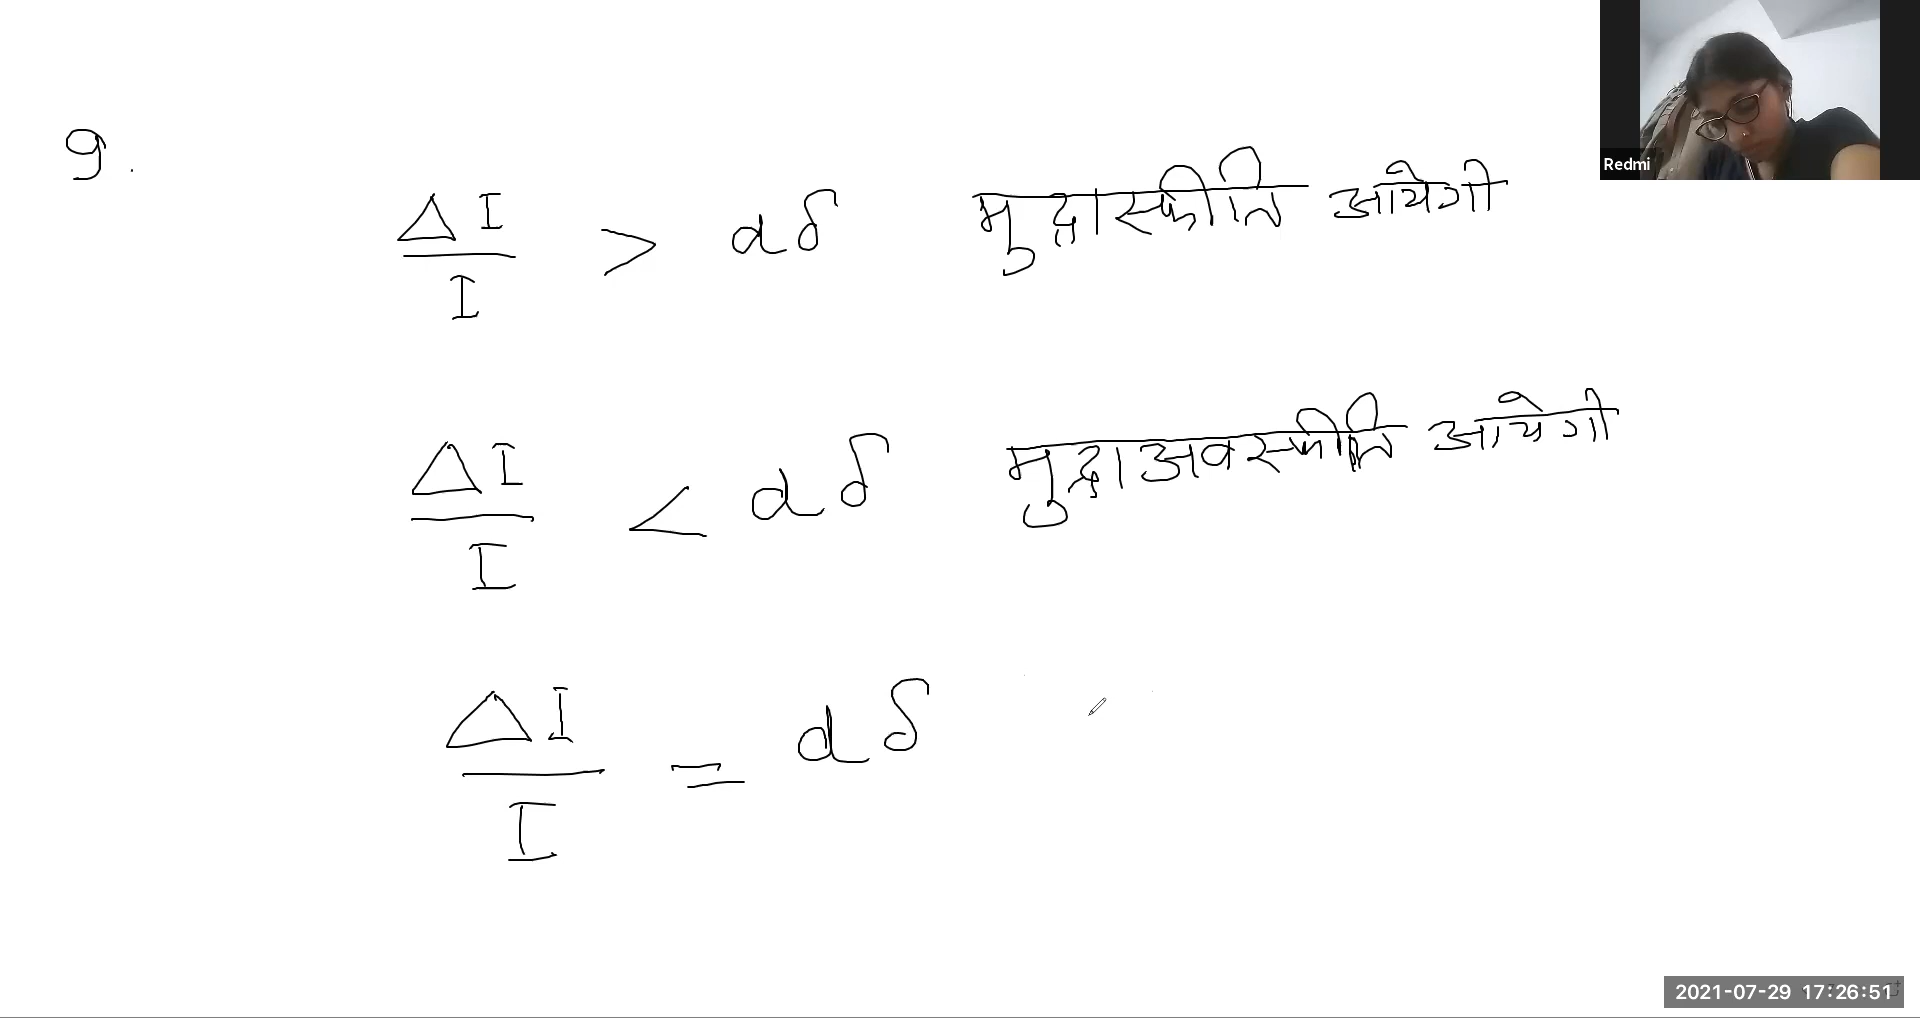 Redmi
9.
ΔI/I > αδ मुद्रास्फीति आयेगी
ΔI/I < αδ मुद्राअवस्फीति आयेगी
ΔI/I = αδ
2021-07-29 17:26:51